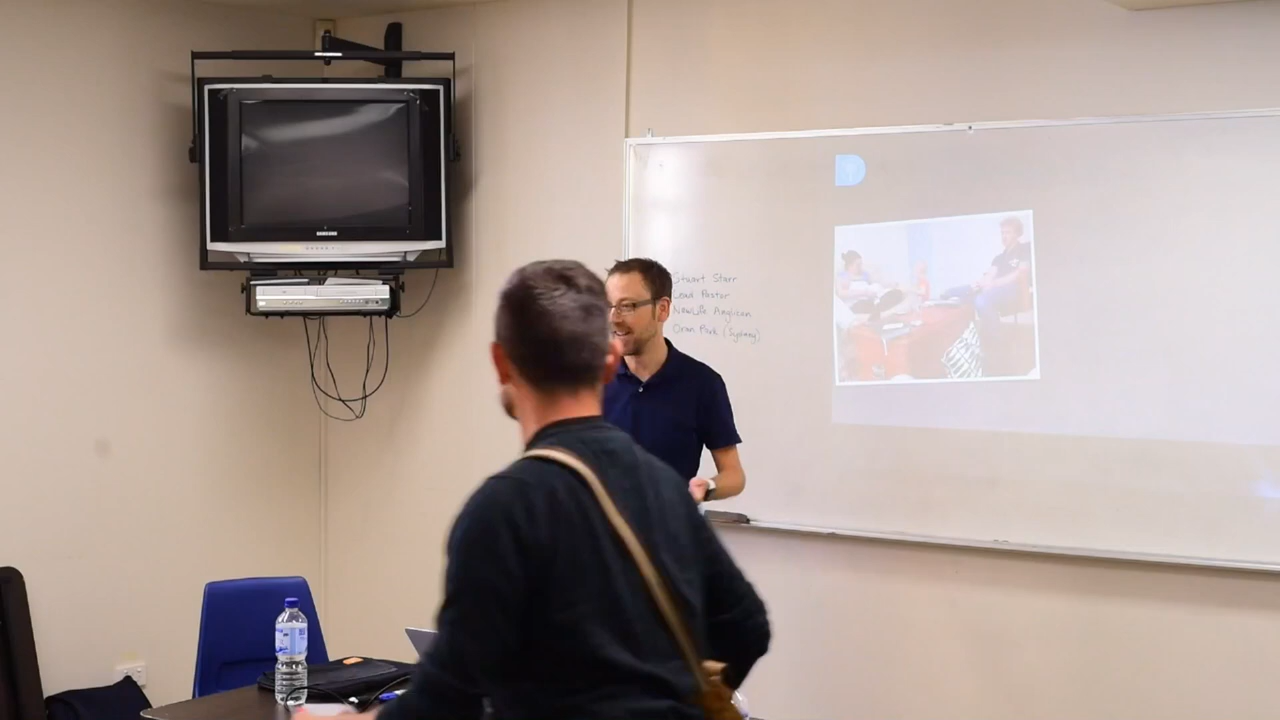 SAMSUNG
Stuart Starr
Lead Pastor
NewLife Anglican
Oran Park (Sydney)